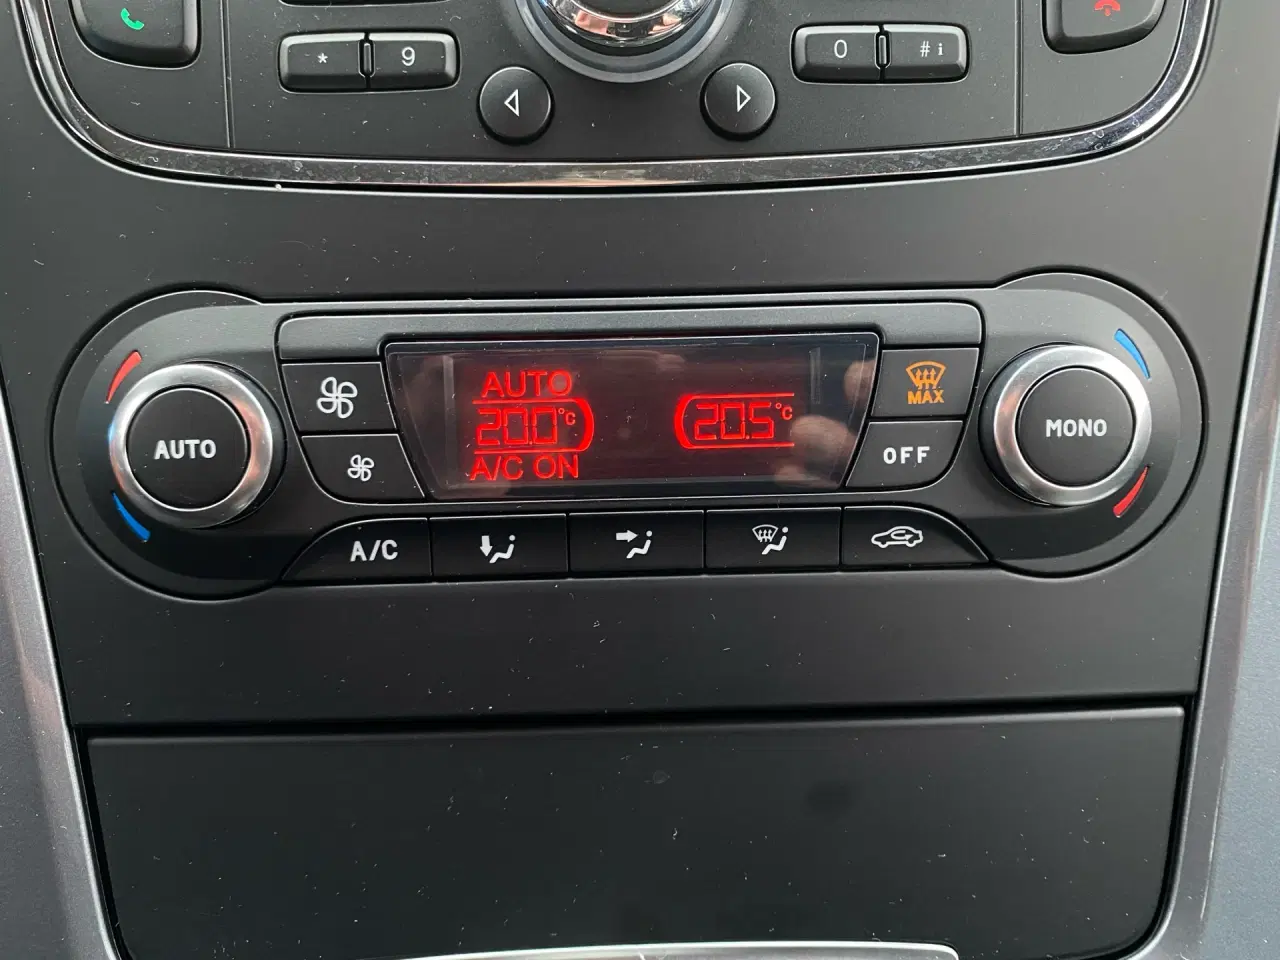 * 9
0 # i
AUTO
20.0°C
A/C ON
20.5°C
MAX
AUTO
OFF
MONO
A/C